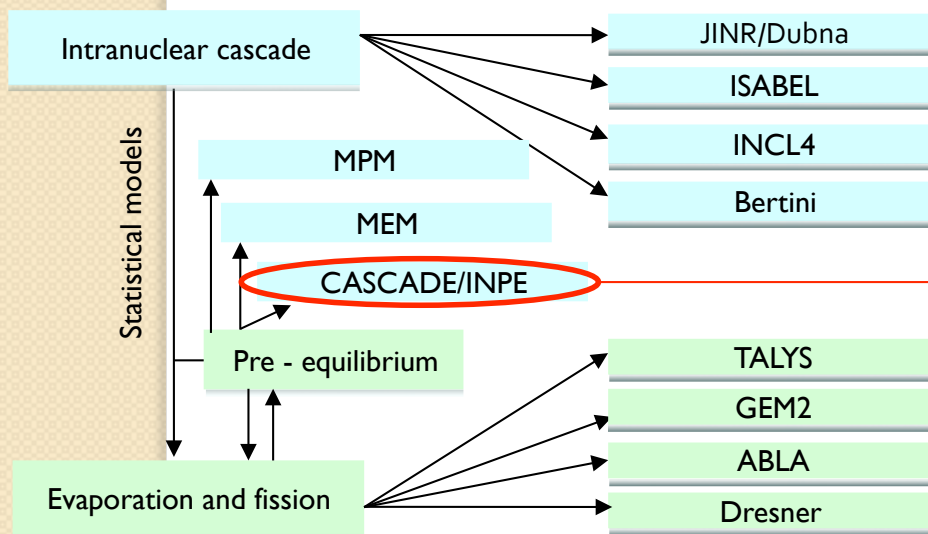 Intranuclear cascade
JINR/Dubna
ISABEL
INCL4
Bertini
Statistical models
MPM
MEM
CASCADE/INPE
Pre - equilibrium
TALYS
GEM2
ABLA
Dresner
Evaporation and fission